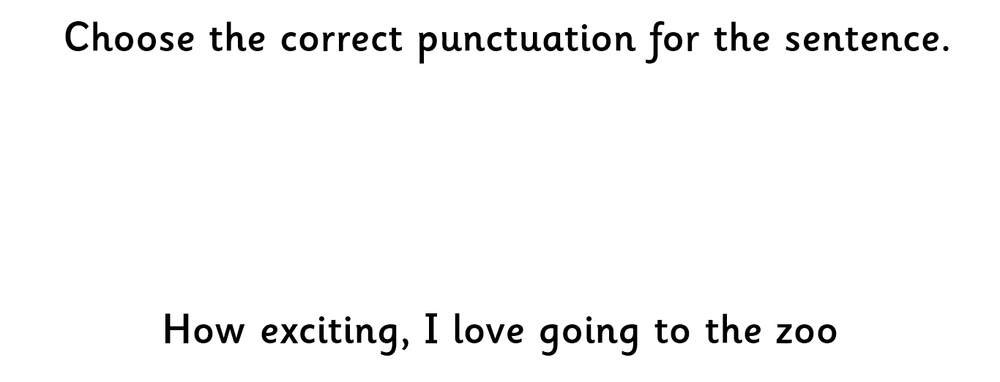 Choose the correct punctuation for the sentence.
How exciting, I love going to the zoo